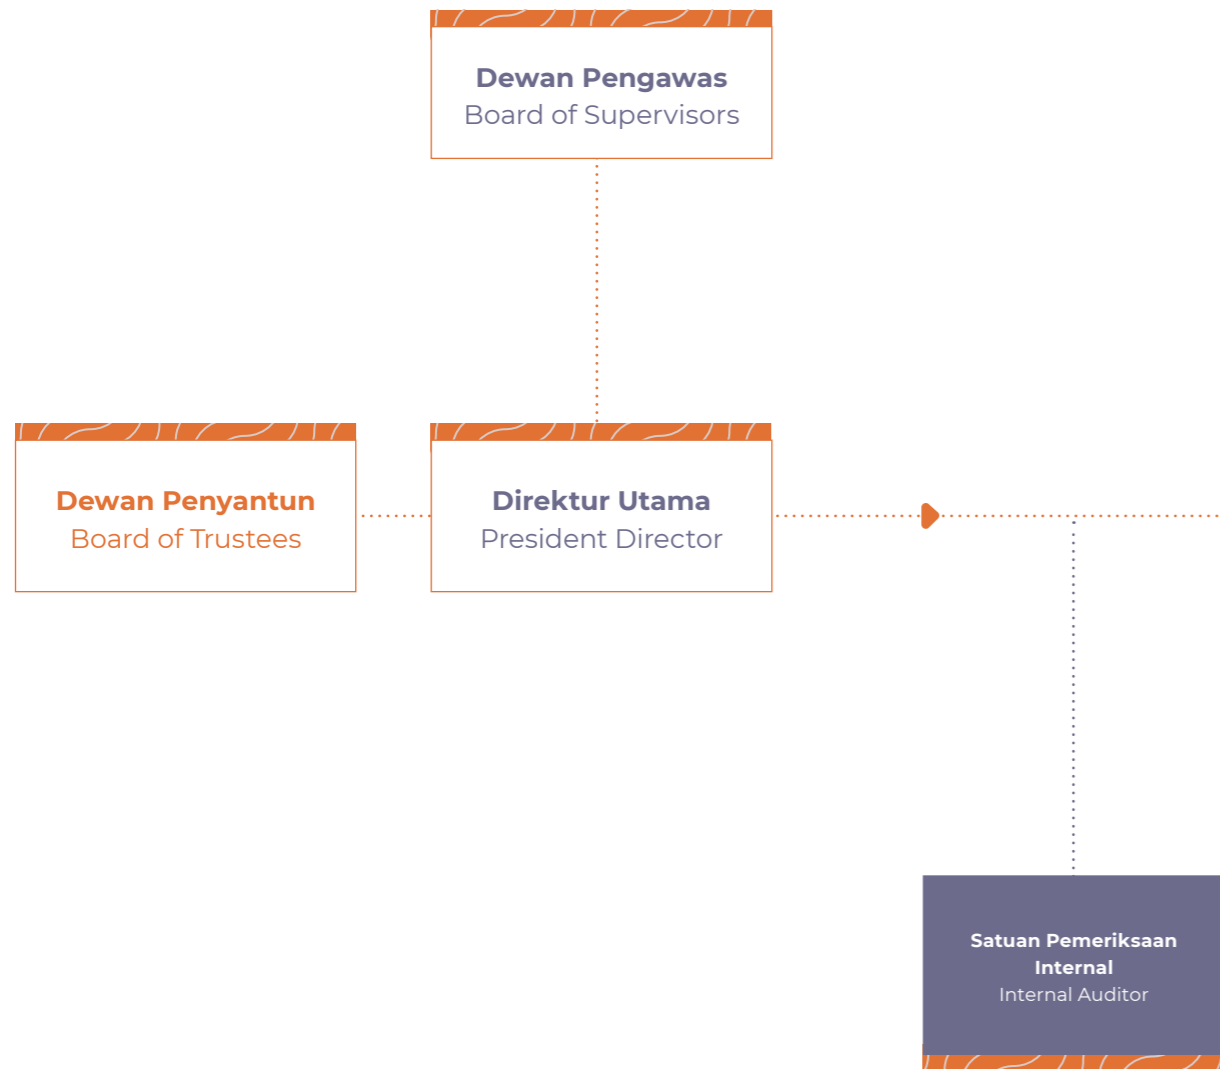 Dewan Pengawas
Board of Supervisors
Dewan Penyantun
Board of Trustees
Direktur Utama
President Director
Satuan Pemeriksaan
Internal
Internal Auditor